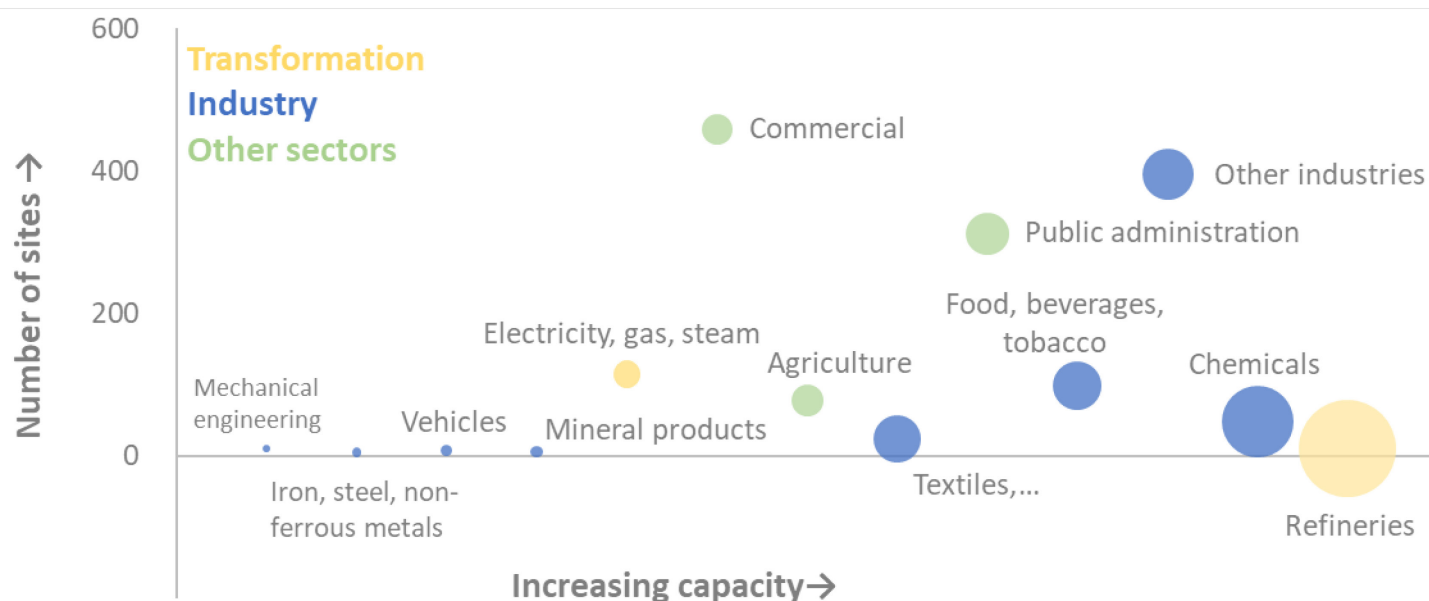 600
Transformation
Industry
Commercial
Other sectors
400
Other industries
Public administration
Number of sites →
200
Food, beverages,
tobacco
Electricity, gas, steam
Agriculture
Chemicals
Mechanical
engineering
Vehicles
Mineral products
0
Textiles,...
Iron, steel, non-
ferrous metals
Refineries
Increasing capacity→